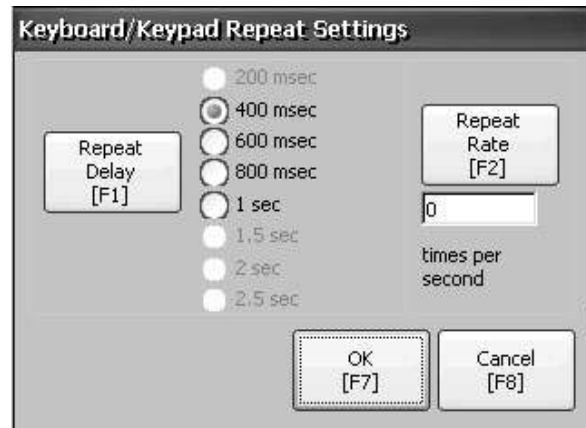 Keyboard/Keypad Repeat Settings
Repeat
Delay
[F1]
200 msec
400 msec
600 msec
800 msec
1 sec
1.5 sec
2 sec
2.5 sec
Repeat
Rate
[F2]
0
times per
second
OK
[F7]
Cancel
[F8]